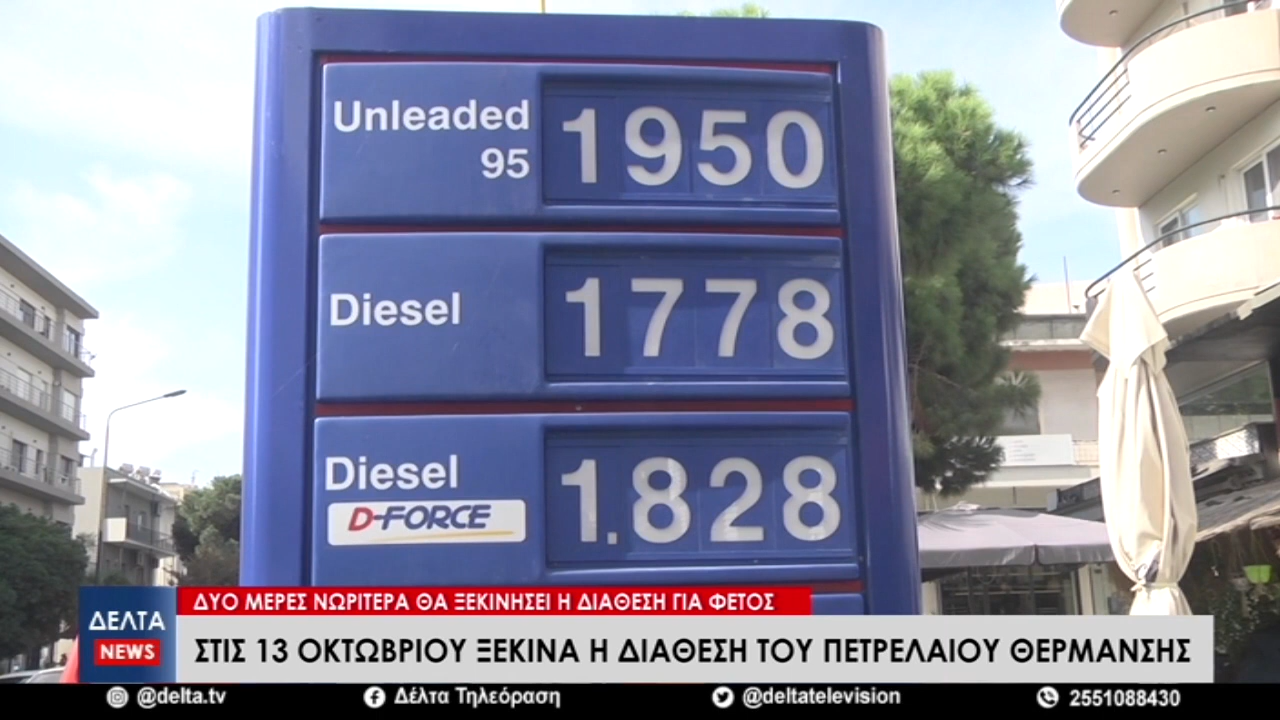 Unleaded 1950
95
Diesel 1778
Diesel 1.828
D-FORCE
ΔΥΟ ΜΕΡΕΣ ΝΩΡΙΤΕΡΑ ΘΑ ΞΕΚΙΝΗΣΕΙ Η ΔΙΑΘΕΣΗ ΓΙΑ ΦΕΤΟΣ
ΔΕΛΤΑ
NEWS
ΣΤΙΣ 13 ΟΚΤΩΒΡΙΟΥ ΞΕΚΙΝΑ Η ΔΙΑΘΕΣΗ ΤΟΥ ΠΕΤΡΕΛΑΙΟΥ ΘΕΡΜΑΝΣΗΣ
@delta.tv Δέλτα Τηλεόραση @deltatelevision 2551088430